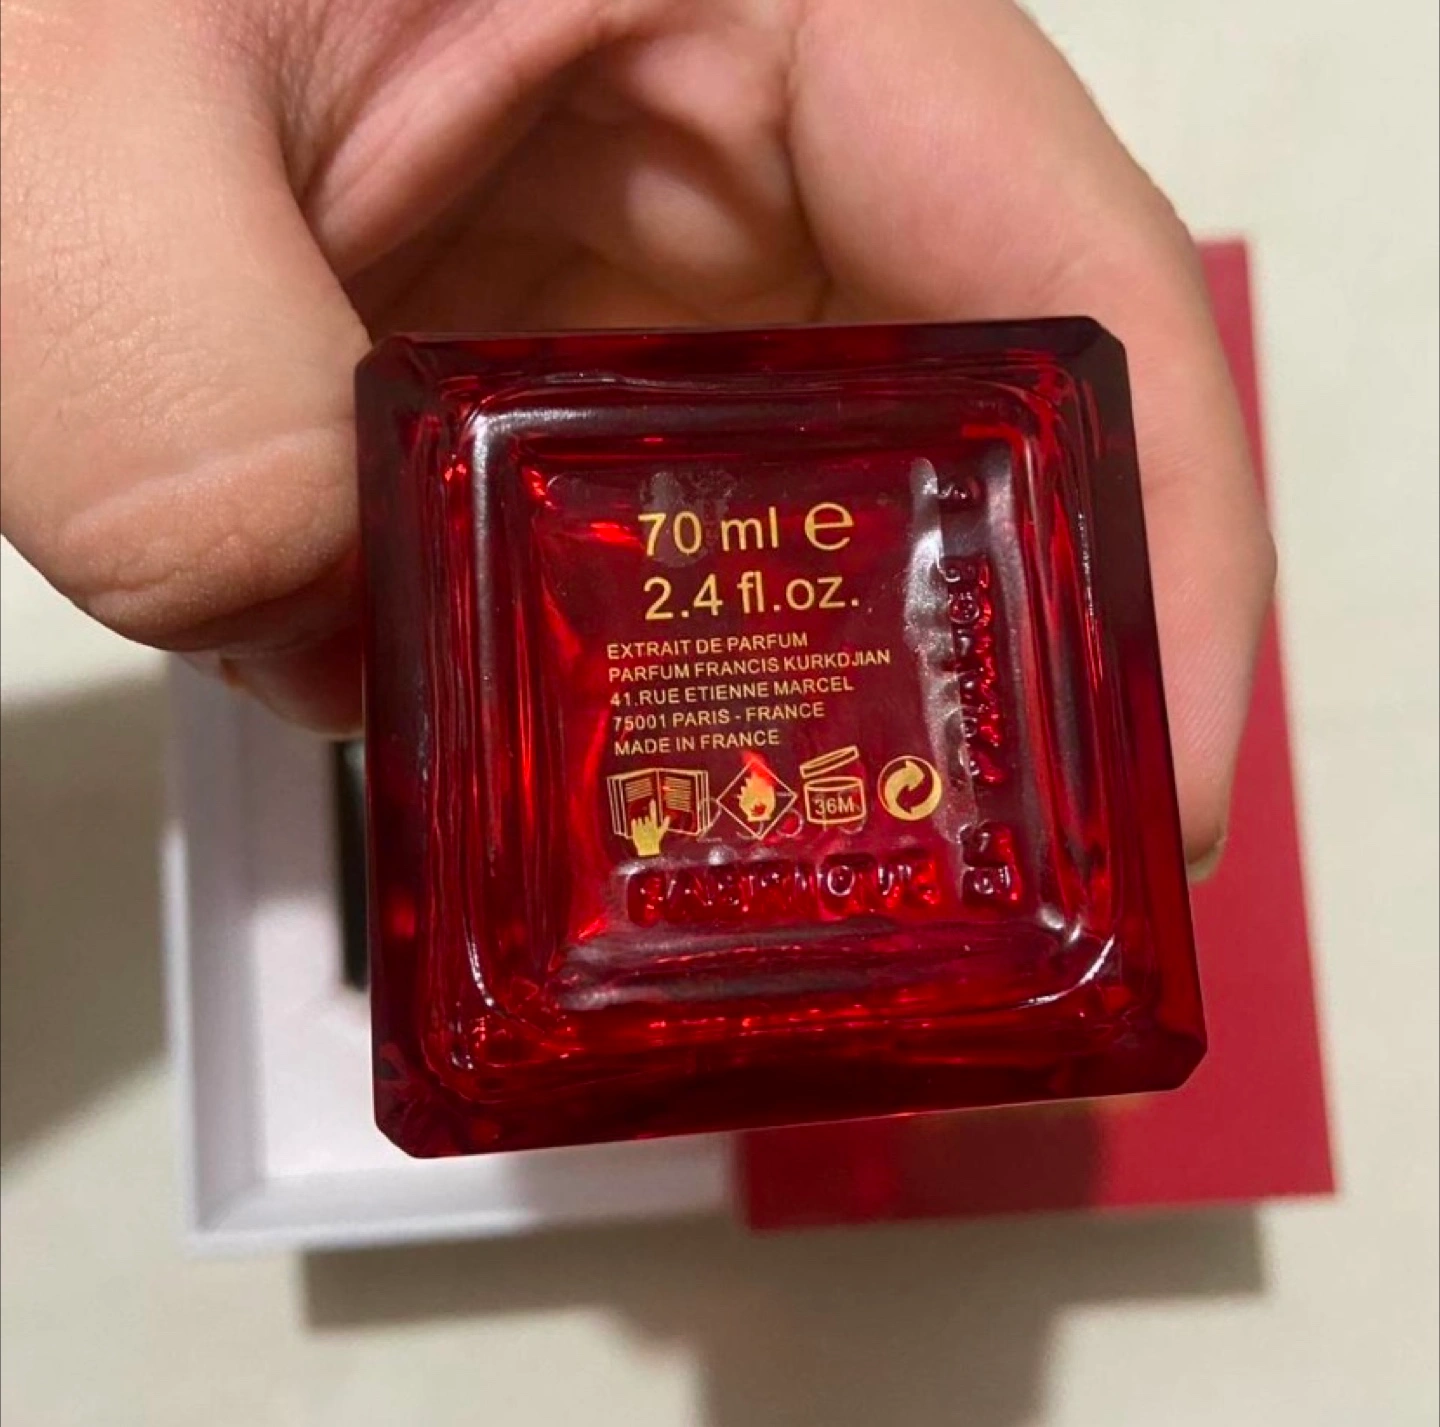 70 ml e
2.4 fl.oz.
EXTRAIT DE PARFUM
PARFUM FRANCIS KURKDJIAN
41.RUE ETIENNE MARCEL
75001 PARIS - FRANCE
MADE IN FRANCE
36M
FABRIQUE